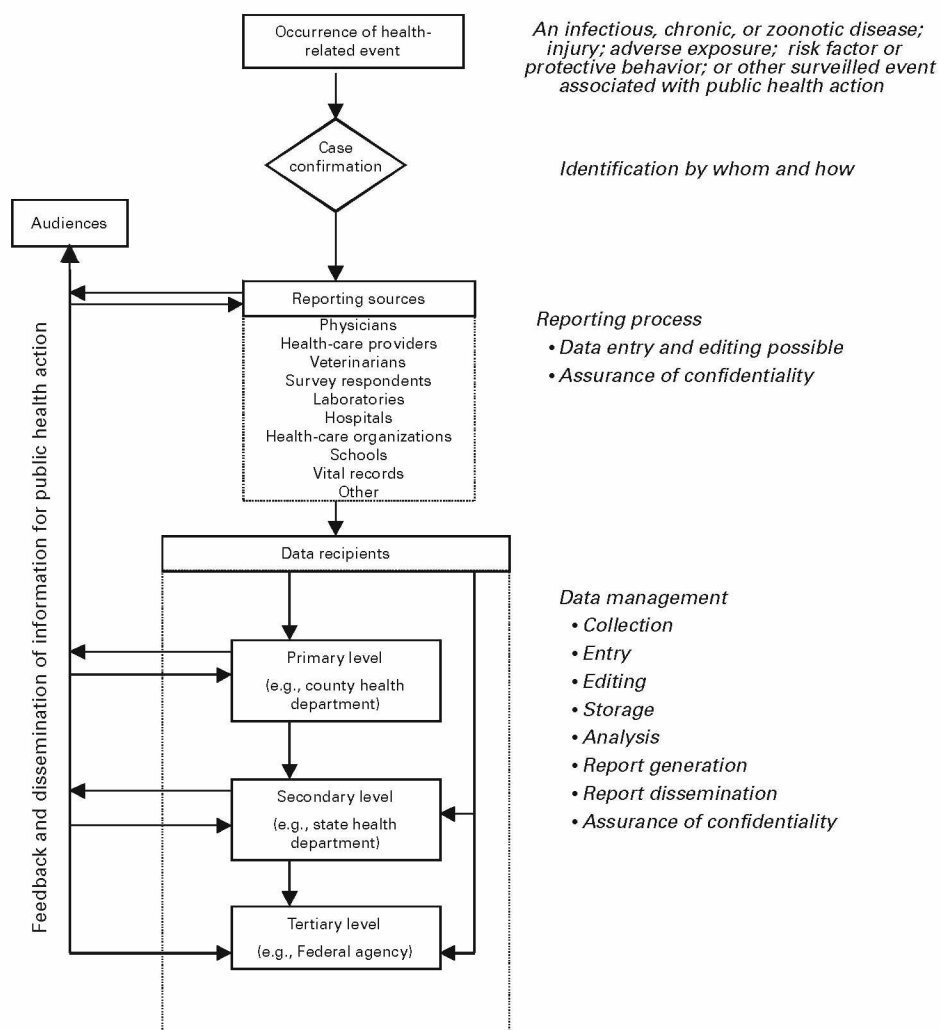 Occurrence of health-
related event
An infectious, chronic, or zoonotic disease;
injury; adverse exposure; risk factor or
protective behavior; or other surveilled event
associated with public health action
Case
confirmation
Identification by whom and how
Audiences
Feedback and dissemination of information for public health action
Reporting sources
Physicians
Health-care providers
Veterinarians
Survey respondents
Laboratories
Hospitals
Health-care organizations
Schools
Vital records
Other
Reporting process
• Data entry and editing possible
• Assurance of confidentiality
Data recipients
Primary level
(e.g., county health
department)
Secondary level
(e.g., state health
department)
Tertiary level
(e.g., Federal agency)
Data management
• Collection
• Entry
• Editing
• Storage
• Analysis
• Report generation
• Report dissemination
• Assurance of confidentiality